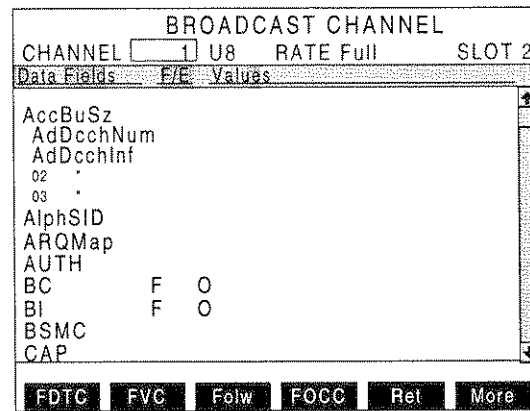 BROADCAST CHANNEL
CHANNEL 1 U8 RATE Full SLOT 2
Data Fields F/E Values
AccBuSz
AdDcchNum
AdDcchInf
02 "
03 "
AlphSID
ARQMap
AUTH
BC F O
BI F O
BSMC
CAP
FDTC FVC Folw FOCC Ret More